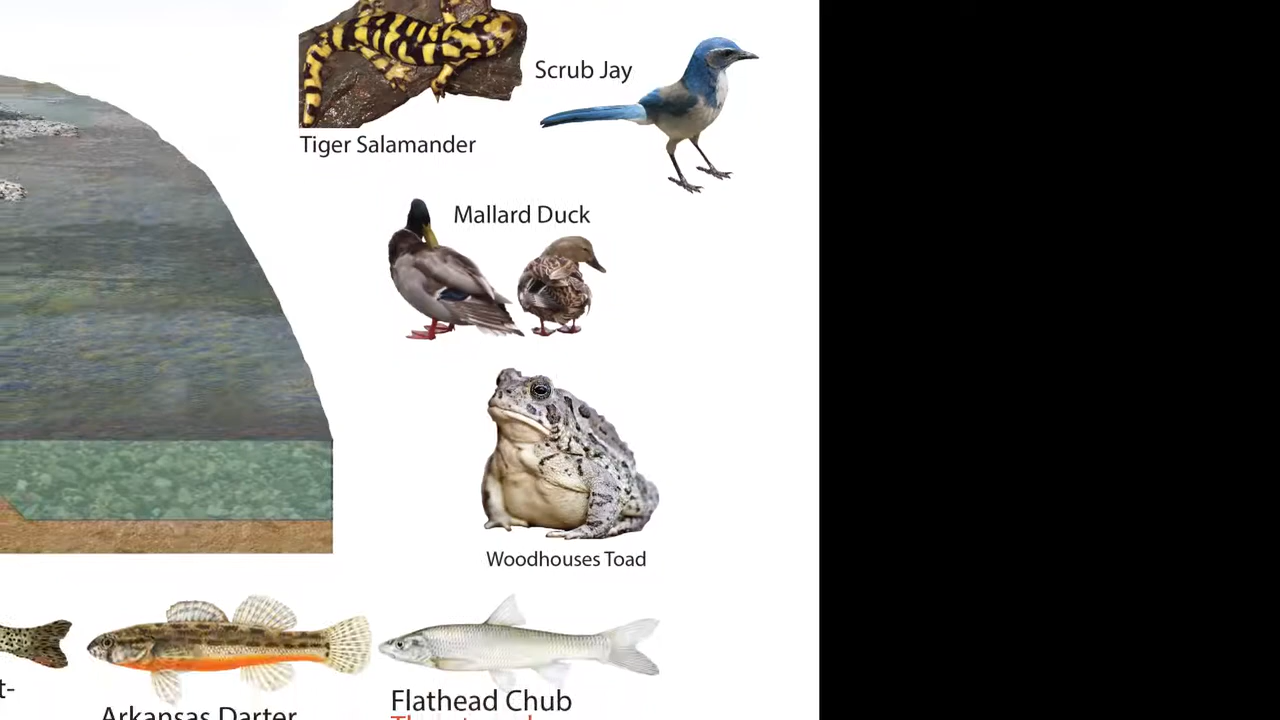 Scrub Jay
Tiger Salamander
Mallard Duck
Woodhouses Toad
t-
Arkansas Darter
Flathead Chub